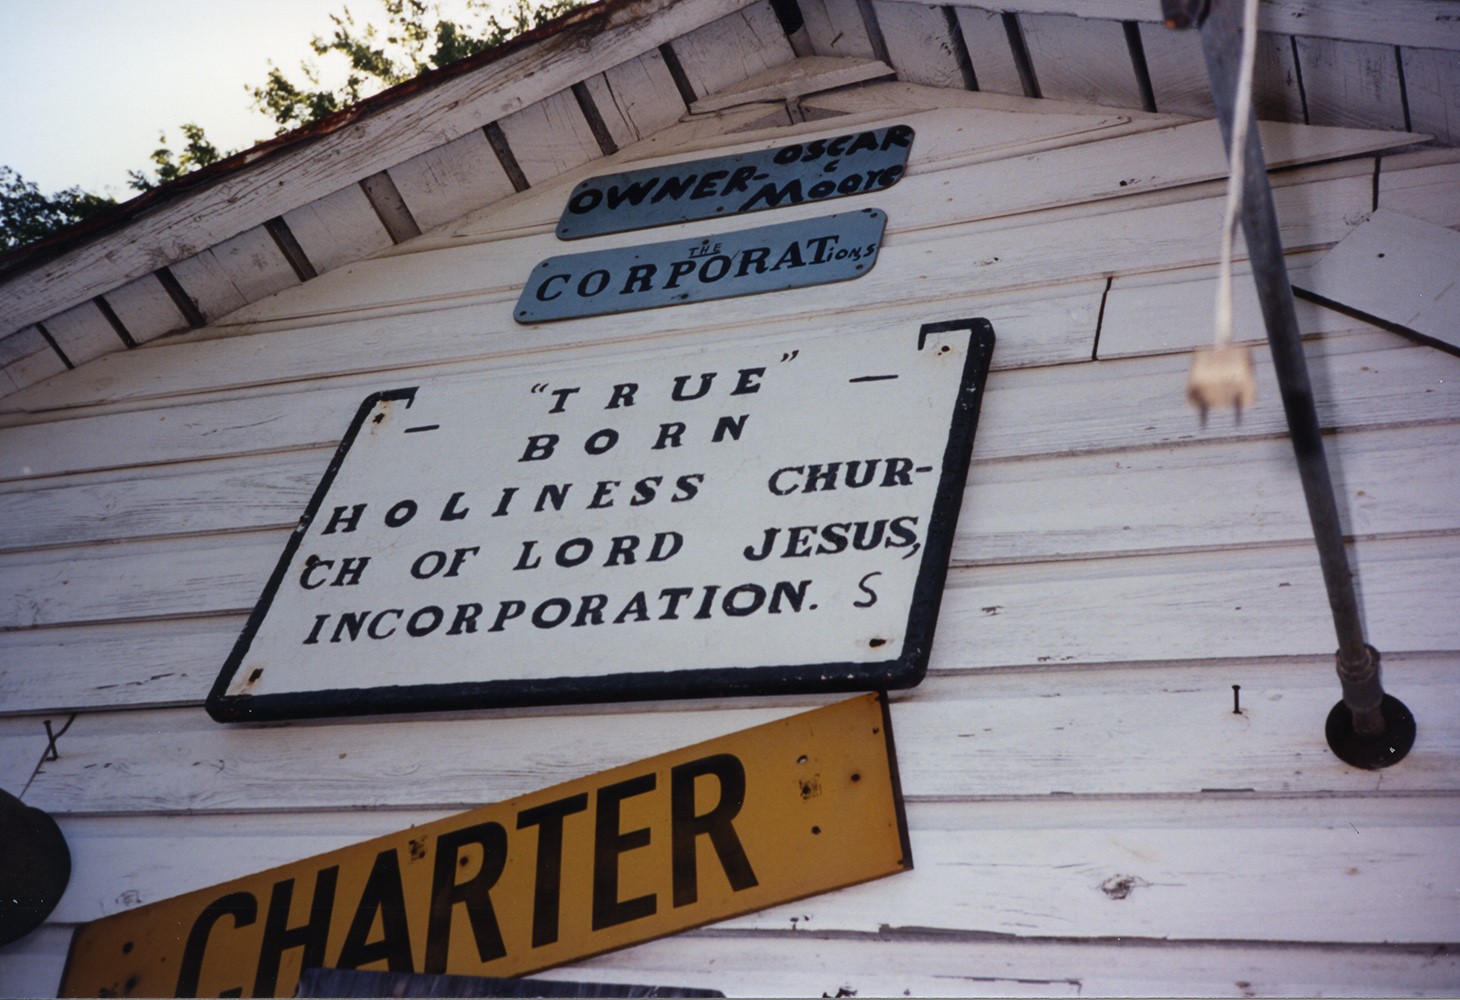 OSCAR
OWNER- C
MOORE
THE
CORPORATIONS
"TRUE"
BORN
HOLINESS CHUR-
CH OF LORD JESUS,
INCORPORATION. S
CHARTER